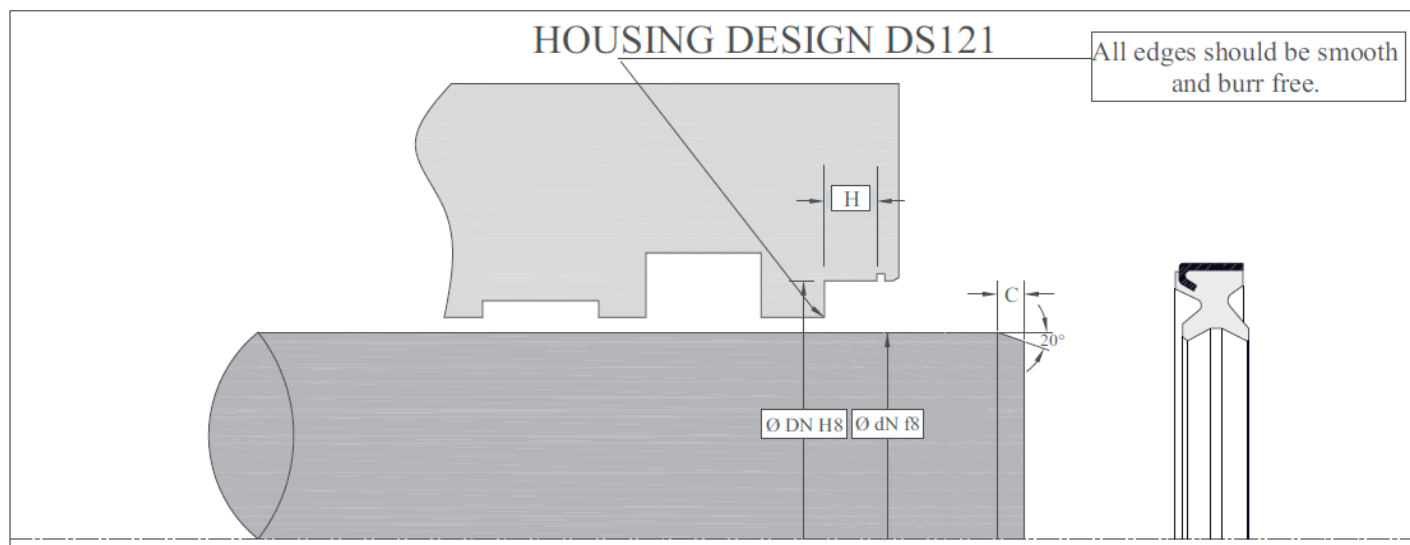 HOUSING DESIGN DS121
All edges should be smooth
and burr free.
H
C
20°
Ø DN H8
Ø dN f8